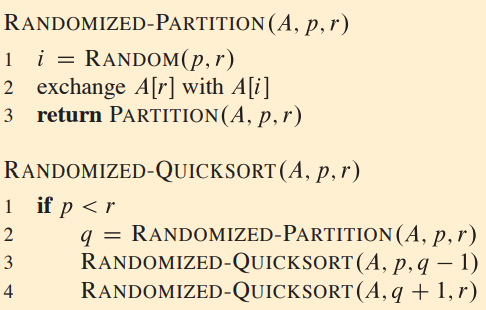 RANDOMIZED-PARTITION(A, p, r)
1 i = RANDOM(p, r)
2 exchange A[r] with A[i]
3 return PARTITION(A, p, r)
RANDOMIZED-QUICKSORT(A, p, r)
1 if p < r
2 q = RANDOMIZED-PARTITION(A, p, r)
3 RANDOMIZED-QUICKSORT(A, p, q − 1)
4 RANDOMIZED-QUICKSORT(A, q + 1, r)